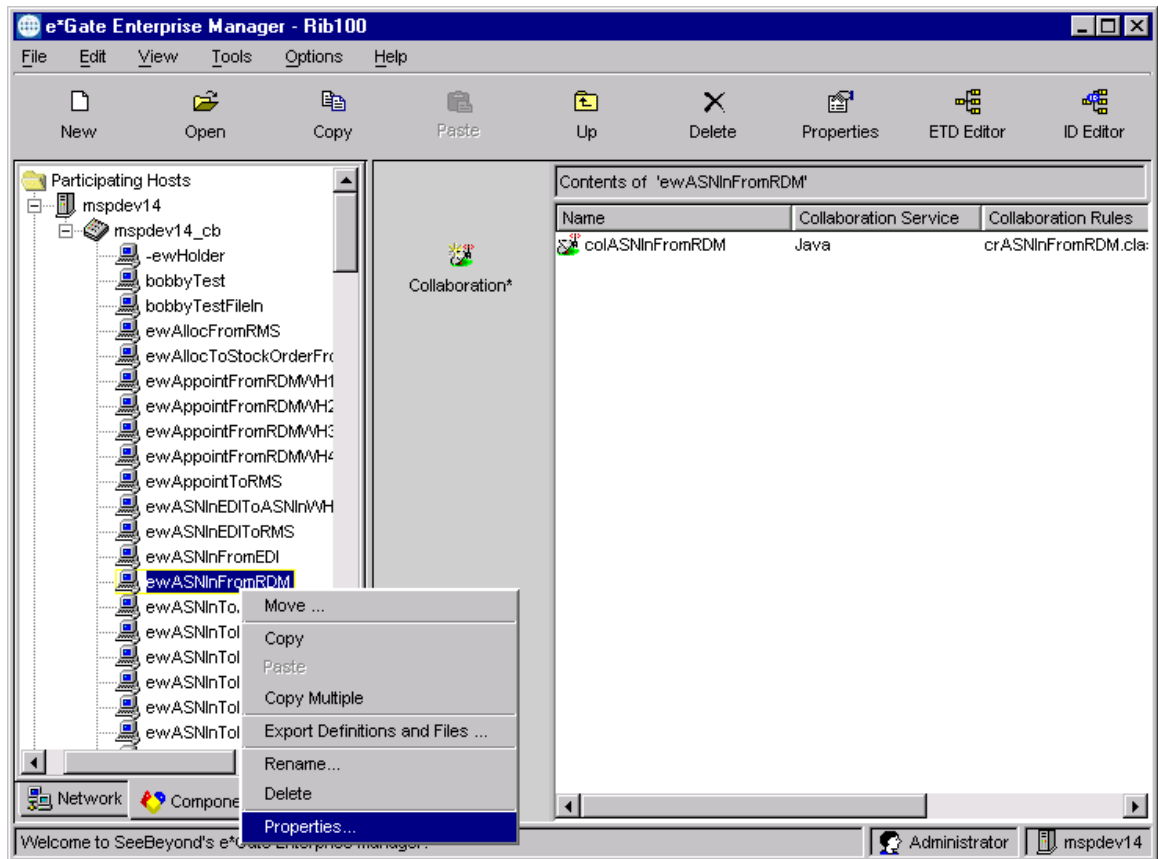 e*Gate Enterprise Manager - Rib100
File Edit View Tools Options Help
New Open Copy Paste Up Delete Properties ETD Editor ID Editor
Participating Hosts
mspdev14
mspdev14_cb
-ewHolder
bobbyTest
bobbyTestFileIn
ewAllocFromRMS
ewAllocToStockOrderFro
ewAppointFromRDMWH1
ewAppointFromRDMWH2
ewAppointFromRDMWH3
ewAppointFromRDMWH4
ewAppointToRMS
ewASNInEDIToASNInWH
ewASNInEDIToRMS
ewASNInFromEDI
ewASNInFromRDM
ewASNInTo
ewASNInTol
ewASNInTol
ewASNInTol
ewASNInTol
ewASNInTol
Network Compone
Collaboration*
Contents of 'ewASNInFromRDM'
Name Collaboration Service Collaboration Rules
colASNInFromRDM Java crASNInFromRDM.clas
Move ...
Copy
Paste
Copy Multiple
Export Definitions and Files ...
Rename...
Delete
Properties...
Welcome to SeeBeyond's e*Gate Enterprise manager!
Administrator mspdev14